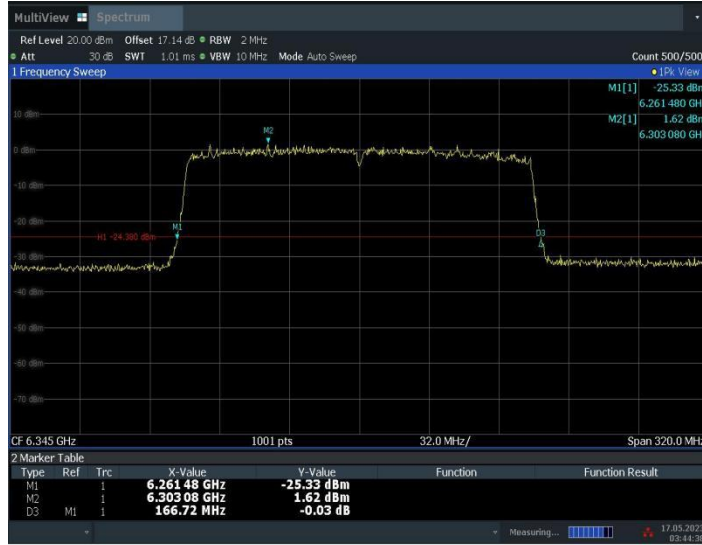 MultiView Spectrum
Ref Level 20.00 dBm Offset 17.14 dB RBW 2 MHz
Att 30 dB SWT 1.01 ms VBW 10 MHz Mode Auto Sweep Count 500/500
1 Frequency Sweep 1Pk View
M1[1] -25.33 dBm
6.261 480 GH
10 dBm M2[1] 1.62 dBm
6.303 080 GH
M2
0 dBm
-10 dBm
-20 dBm
M1
H1 -24.380 dBm D3
-30 dBm
-40 dBm
-50 dBm
-60 dBm
-70 dBm
CF 6.345 GHz 1001 pts 32.0 MHz/ Span 320.0 MHz
2 Marker Table
Type Ref Trc X-Value Y-Value Function Function Result
M1 1 6.261 48 GHz -25.33 dBm
M2 1 6.303 08 GHz 1.62 dBm
D3 M1 1 166.72 MHz -0.03 dB
Measuring... 17.05.202
03:44:3